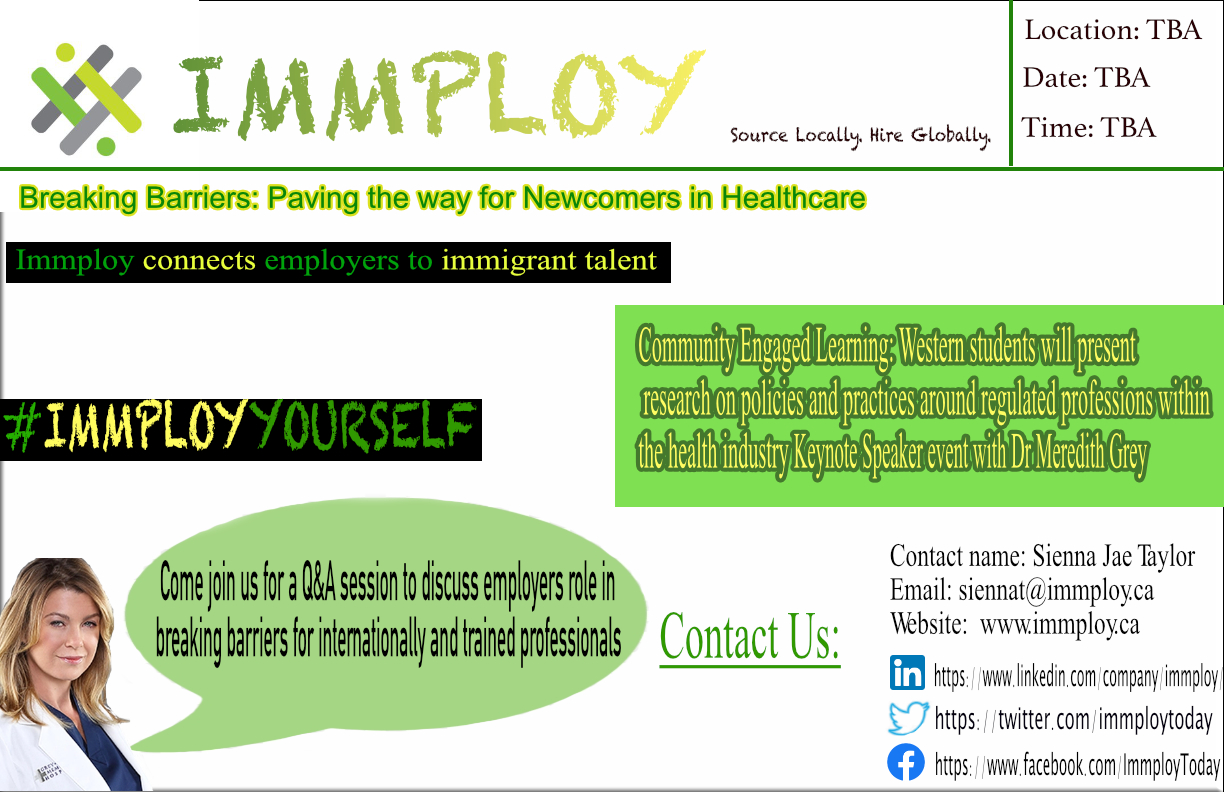 IMMPLOY
Source Locally. Hire Globally.
Location: TBA
Date: TBA
Time: TBA
Breaking Barriers: Paving the way for Newcomers in Healthcare
Immploy connects employers to immigrant talent
Community Engaged Learning: Western students will present
research on policies and practices around regulated professions within
the health industry Keynote Speaker event with Dr Meredith Grey
#IMMPLOYYOURSELF
Come join us for a Q&A session to discuss employers role in
breaking barriers for internationally and trained professionals
Contact Us:
Contact name: Sienna Jae Taylor
Email: siennat@immploy.ca
Website: www.immploy.ca
https://www.linkedin.com/company/immploy/
https://twitter.com/immploytoday
https://www.facebook.com/ImmployToday